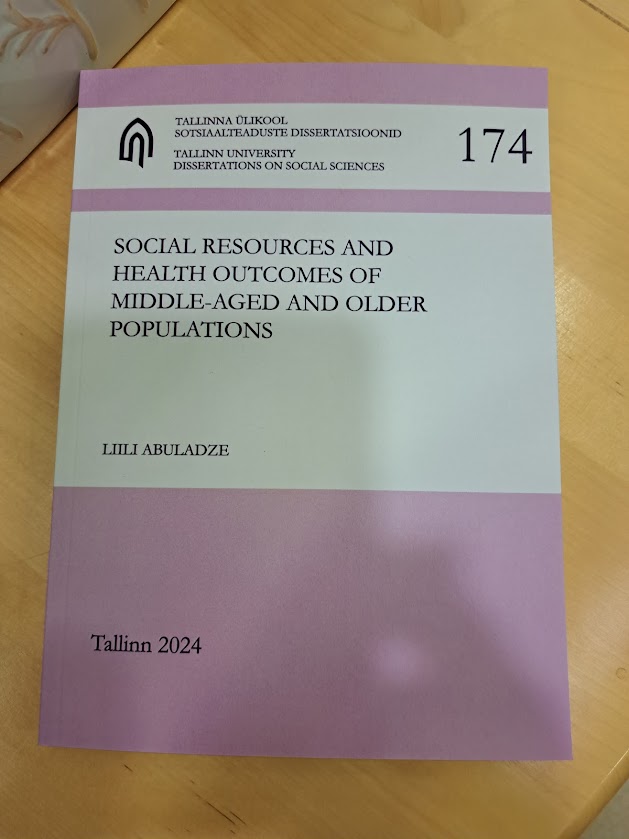 TALLINNA ÜLIKOOL
SOTSIAALTEADUSTE DISSERTATSIOONID
TALLINN UNIVERSITY
DISSERTATIONS ON SOCIAL SCIENCES
174
SOCIAL RESOURCES AND
HEALTH OUTCOMES OF
MIDDLE-AGED AND OLDER
POPULATIONS
LIILI ABULADZE
Tallinn 2024